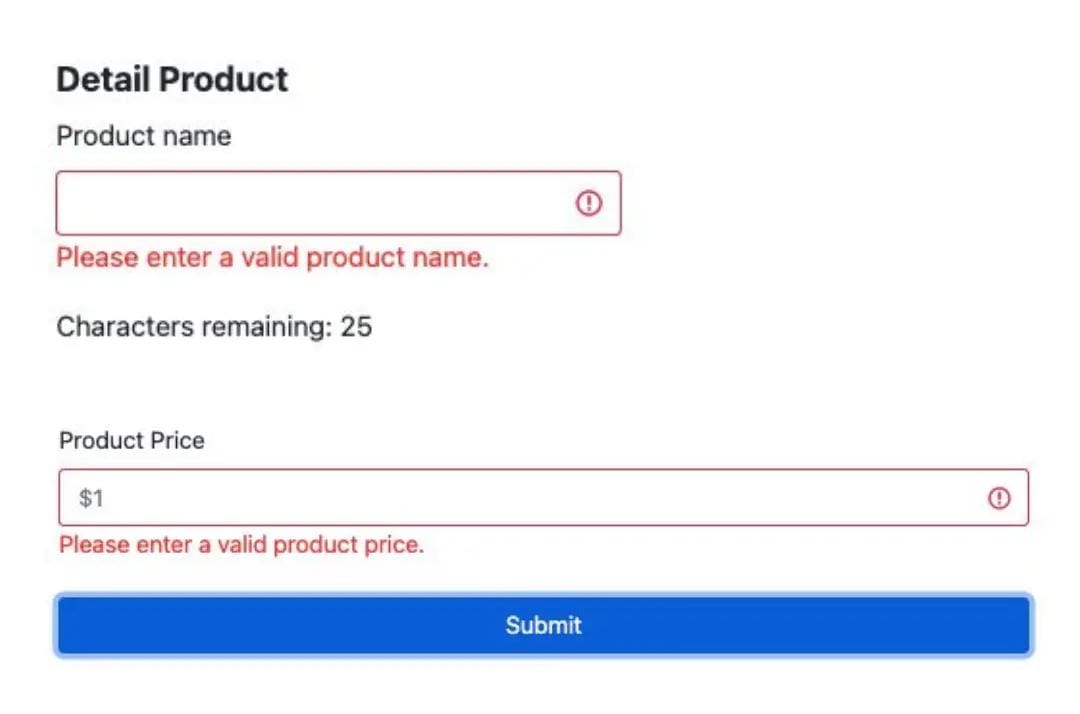 Detail Product
Product name
Please enter a valid product name.
Characters remaining: 25
Product Price
$1
Please enter a valid product price.
Submit